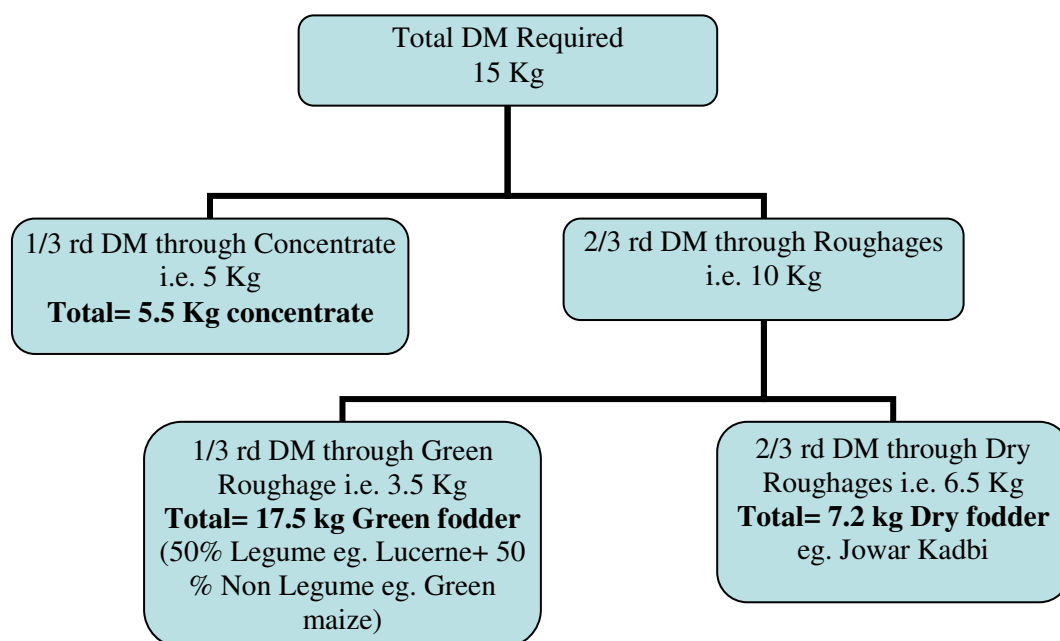 Total DM Required
15 Kg
1/3 rd DM through Concentrate
i.e. 5 Kg
Total= 5.5 Kg concentrate
2/3 rd DM through Roughages
i.e. 10 Kg
1/3 rd DM through Green
Roughage i.e. 3.5 Kg
Total= 17.5 kg Green fodder
(50% Legume eg. Lucerne+ 50
% Non Legume eg. Green
maize)
2/3 rd DM through Dry
Roughages i.e. 6.5 Kg
Total= 7.2 kg Dry fodder
eg. Jowar Kadbi